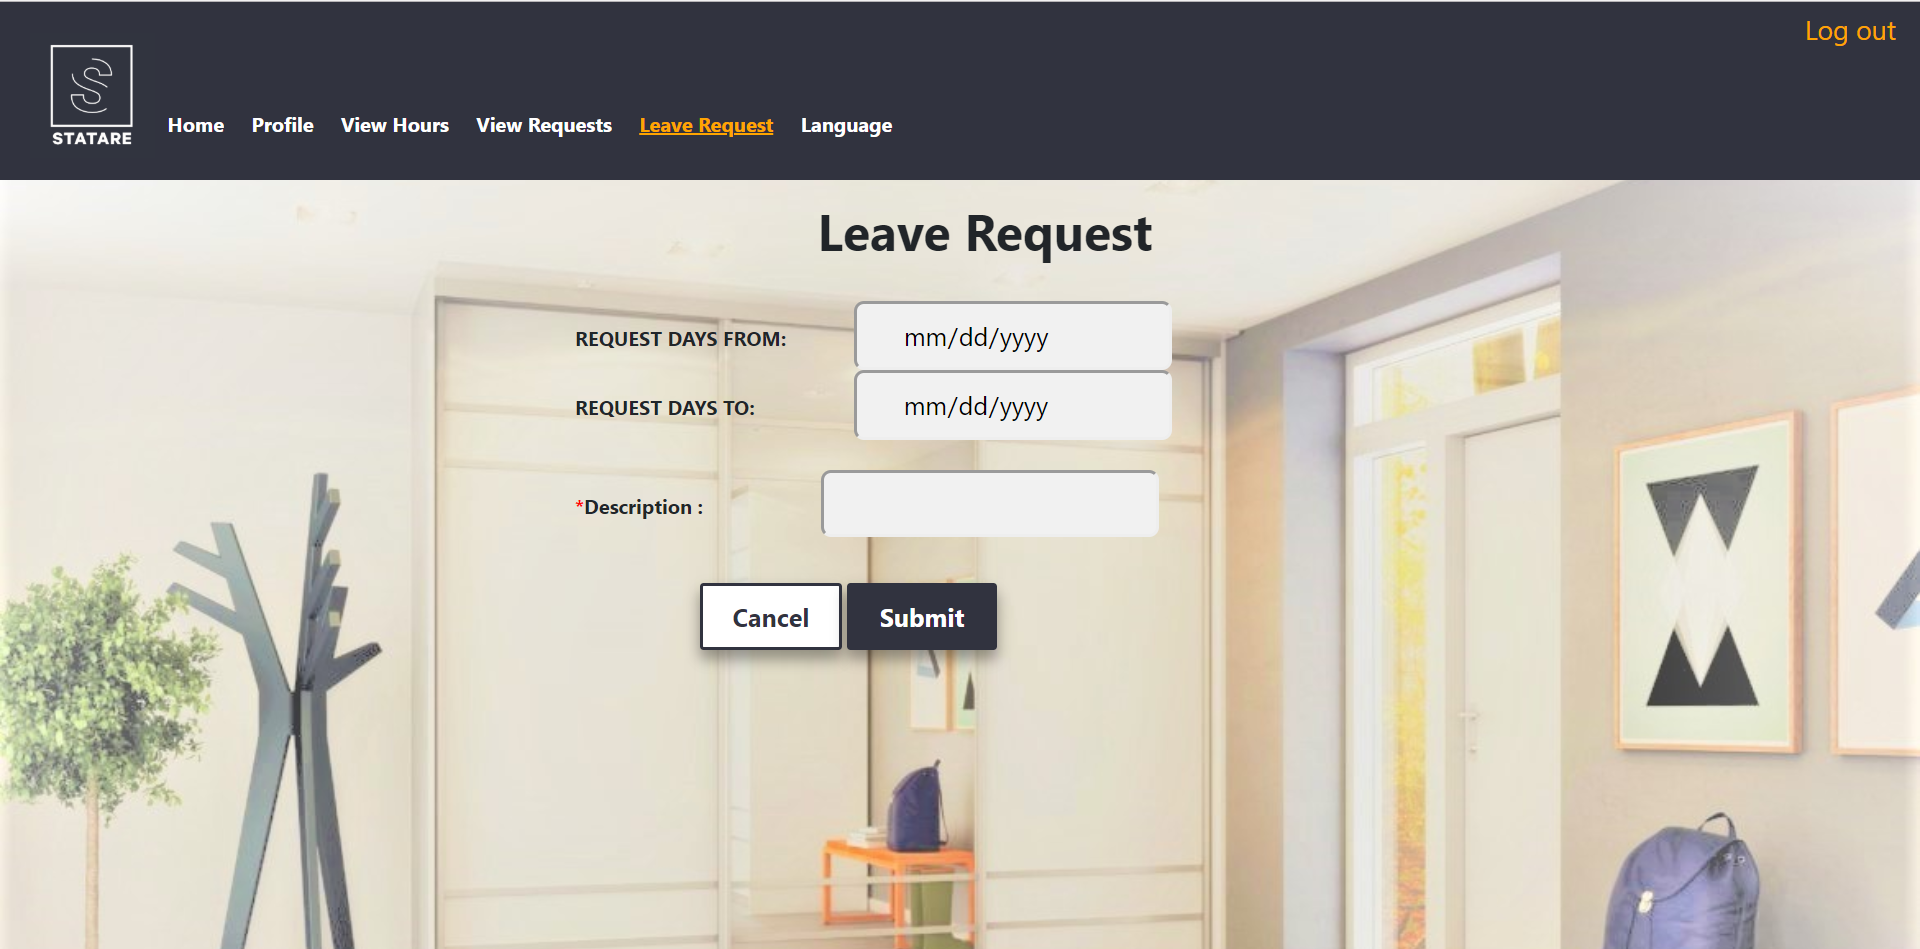 Log out
STATARE
Home Profile View Hours View Requests Leave Request Language
Leave Request
REQUEST DAYS FROM: mm/dd/yyyy
REQUEST DAYS TO: mm/dd/yyyy
*Description :
Cancel Submit